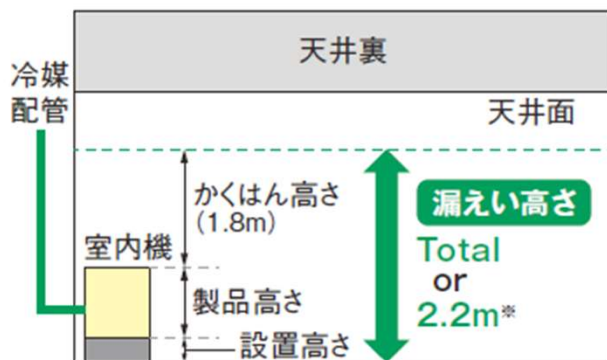 天井裏
冷媒
配管
天井面
かくはん高さ
(1.8m)
漏えい高さ
Total
or
2.2m※
室内機
製品高さ
設置高さ